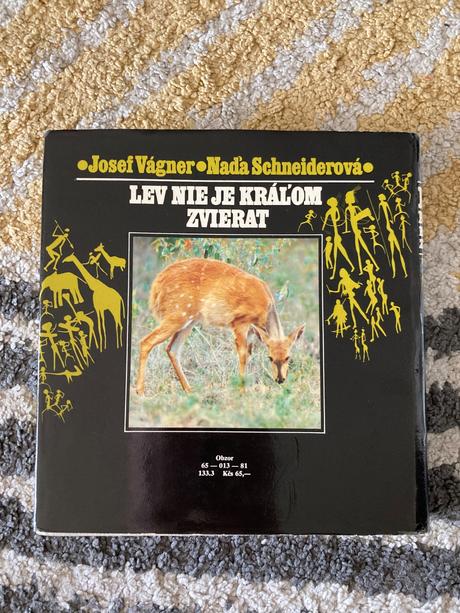 •Josef Vágner•Naďa Schneiderová•
LEV NIE JE KRÁĽOM
ZVIERAT
Obzor
65 — 013 — 81
133.3 Kčs 65,—